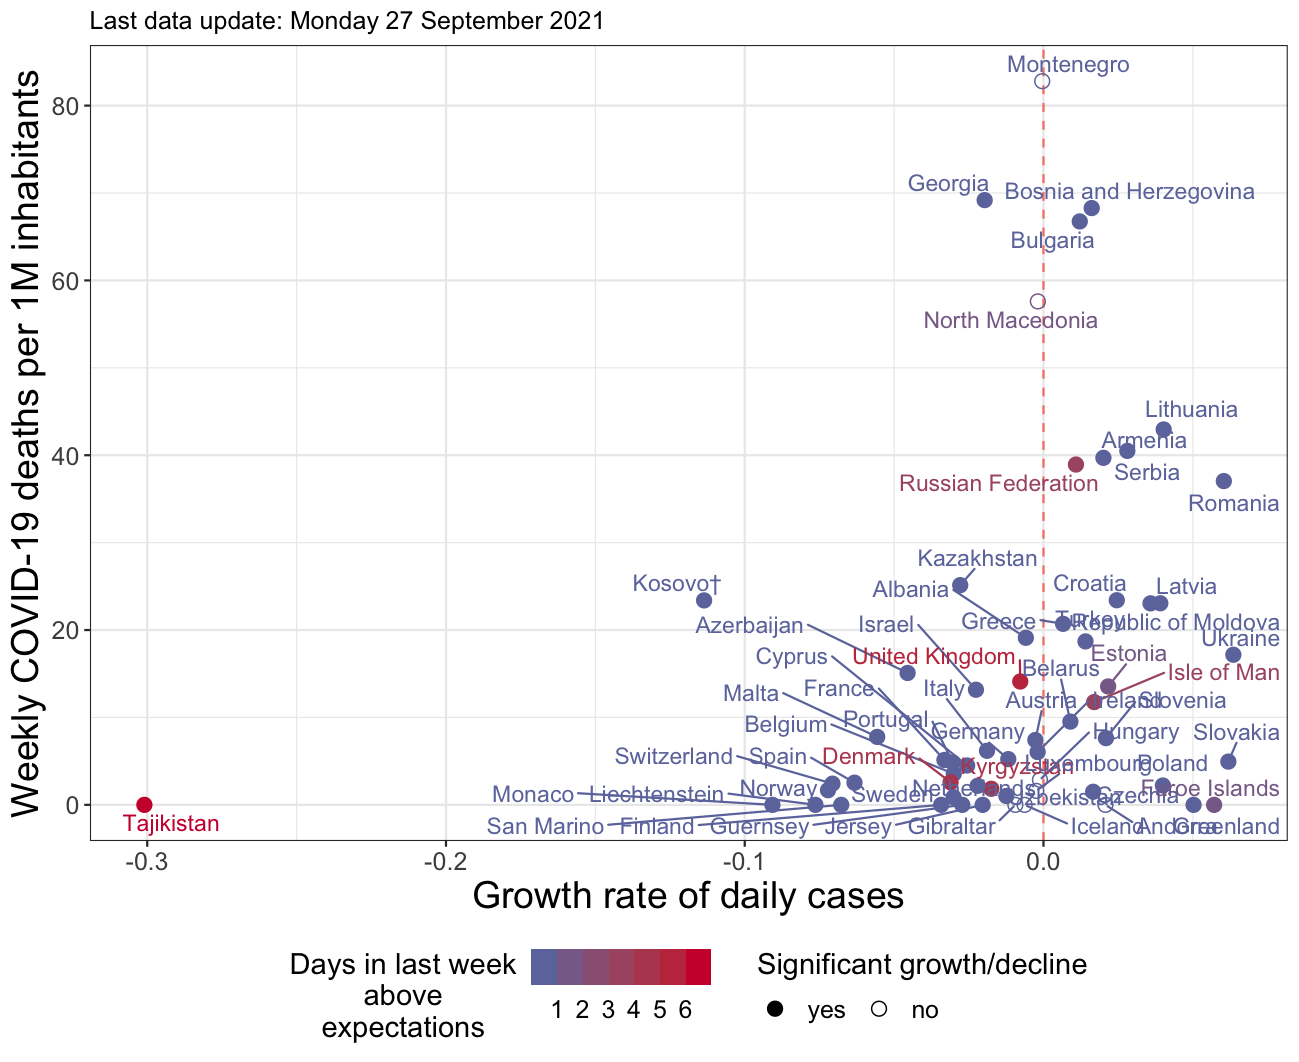 Last data update: Monday 27 September 2021
Weekly COVID-19 deaths per 1M inhabitants
80
60
40
20
0
Montenegro
Georgia
Bosnia and Herzegovina
Bulgaria
North Macedonia
Lithuania
Armenia
Serbia
Russian Federation
Romania
Kazakhstan
Kosovo†
Albania
Croatia
Latvia
Azerbaijan
Israel
Greece
Turkey
Republic of Moldova
Ukraine
Cyprus
United Kingdom
Estonia
Belarus
Isle of Man
Malta
France
Italy
Austria
Ireland
Slovenia
Belgium
Portugal
Germany
Hungary
Slovakia
Switzerland
Spain
Denmark
Kyrgyzstan
Luxembourg
Poland
Monaco
Liechtenstein
Norway
Sweden
Netherlands
Uzbekistan
Czechia
Faroe Islands
San Marino
Finland
Guernsey
Jersey
Gibraltar
Iceland
Andorra
Greenland
Tajikistan
-0.3
-0.2
-0.1
0.0
Growth rate of daily cases
Days in last week
above
expectations
1 2 3 4 5 6
Significant growth/decline
yes
no